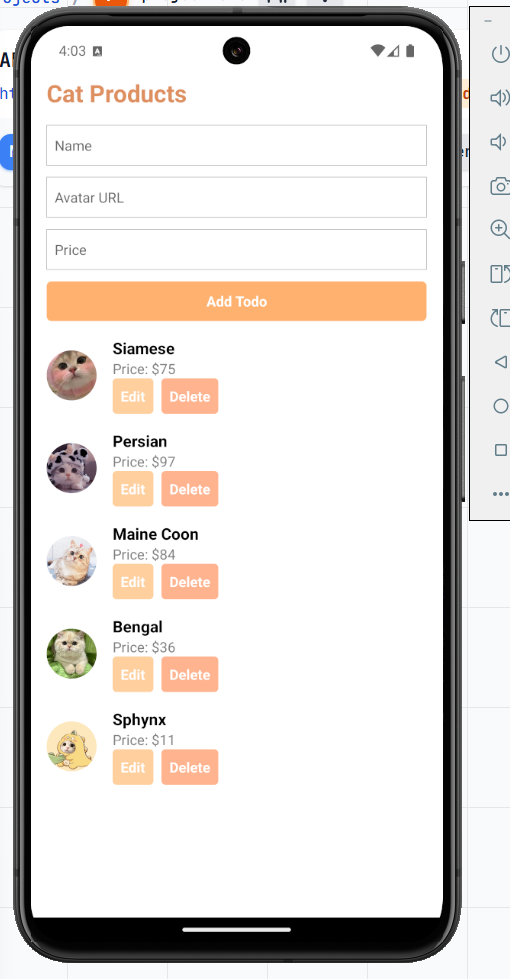 4:03
Cat Products
Name
Avatar URL
Price
Add Todo
Siamese
Price: $75
Edit Delete
Persian
Price: $97
Edit Delete
Maine Coon
Price: $84
Edit Delete
Bengal
Price: $36
Edit Delete
Sphynx
Price: $11
Edit Delete